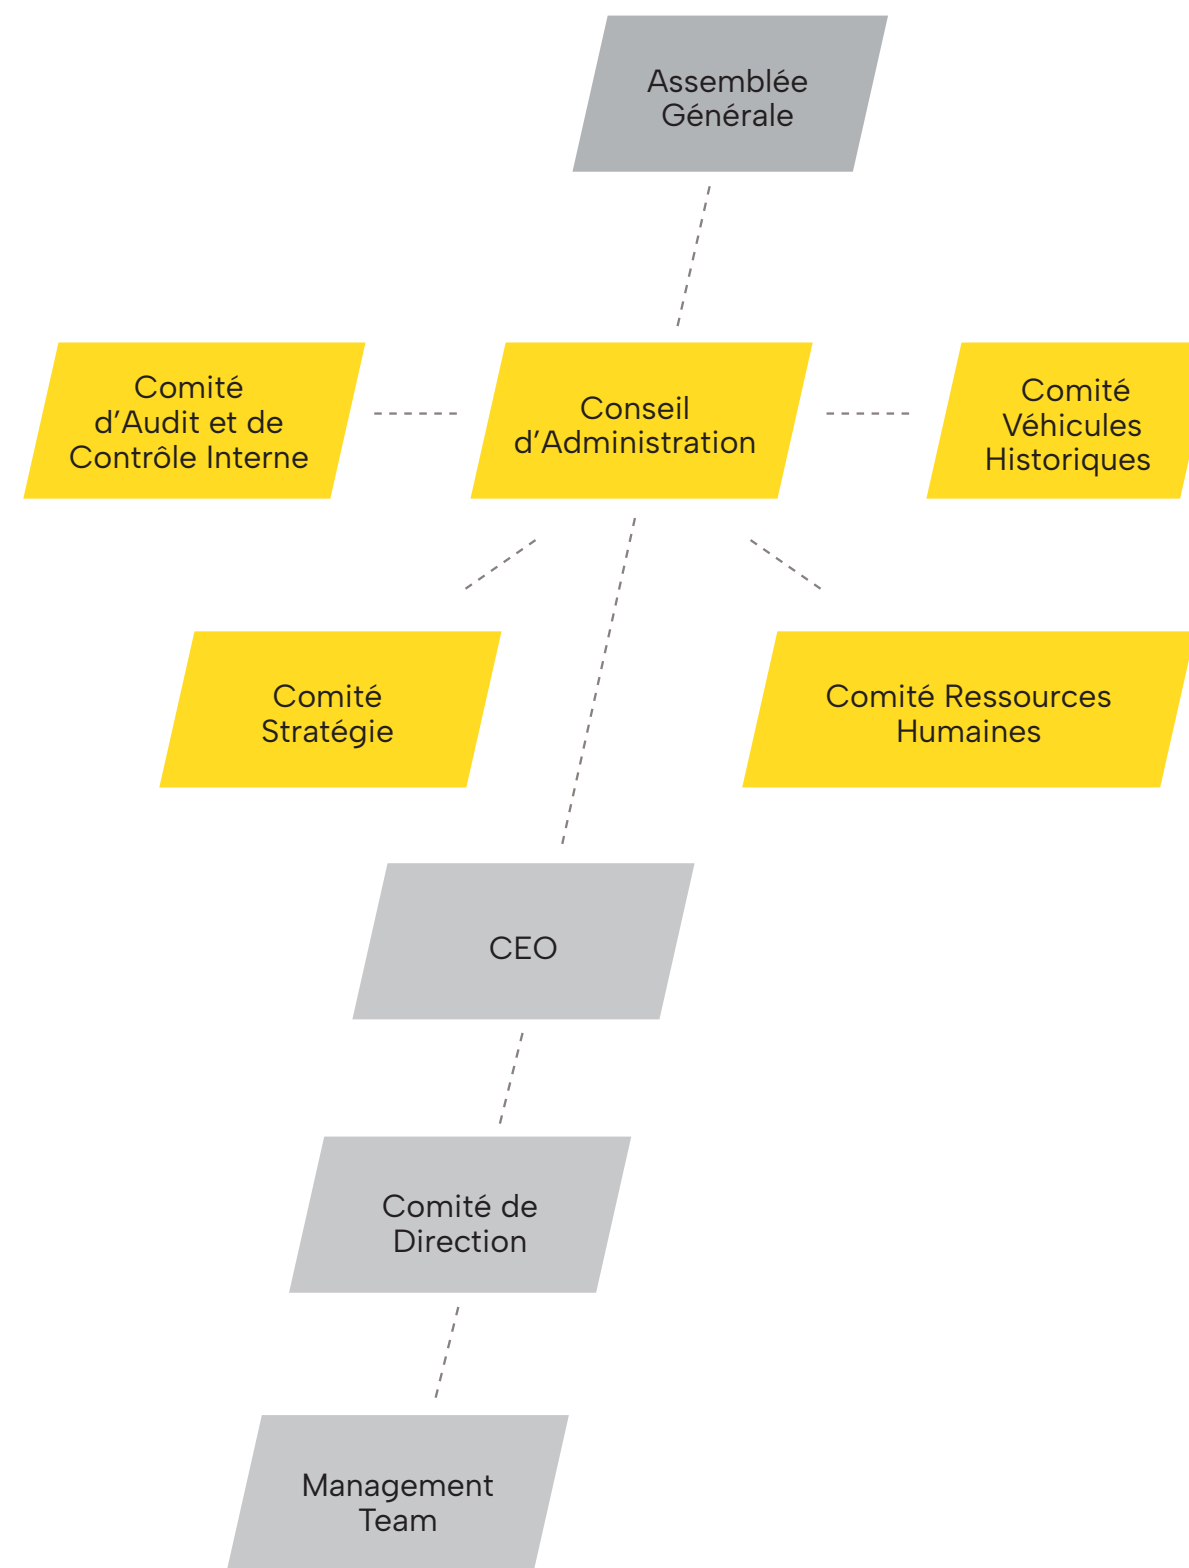 Assemblée
Générale
Comité
d’Audit et de
Contrôle Interne
Conseil
d’Administration
Comité
Véhicules
Historiques
Comité
Stratégie
Comité Ressources
Humaines
CEO
Comité de
Direction
Management
Team